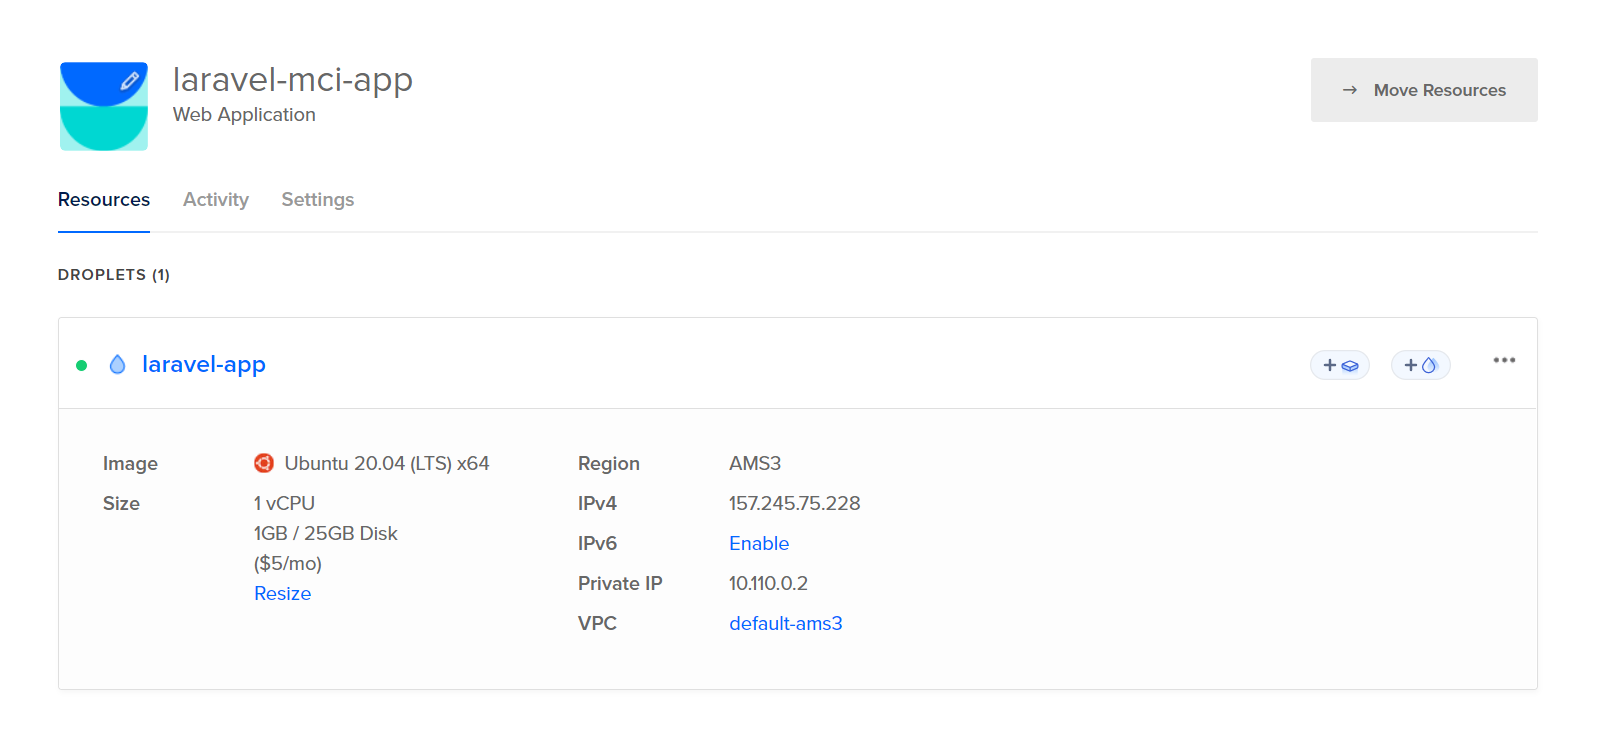 laravel-mci-app
Web Application
→ Move Resources
Resources Activity Settings
DROPLETS (1)
laravel-app
Image Ubuntu 20.04 (LTS) x64
Size 1 vCPU
1GB / 25GB Disk
($5/mo)
Resize
Region AMS3
IPv4 157.245.75.228
IPv6 Enable
Private IP 10.110.0.2
VPC default-ams3